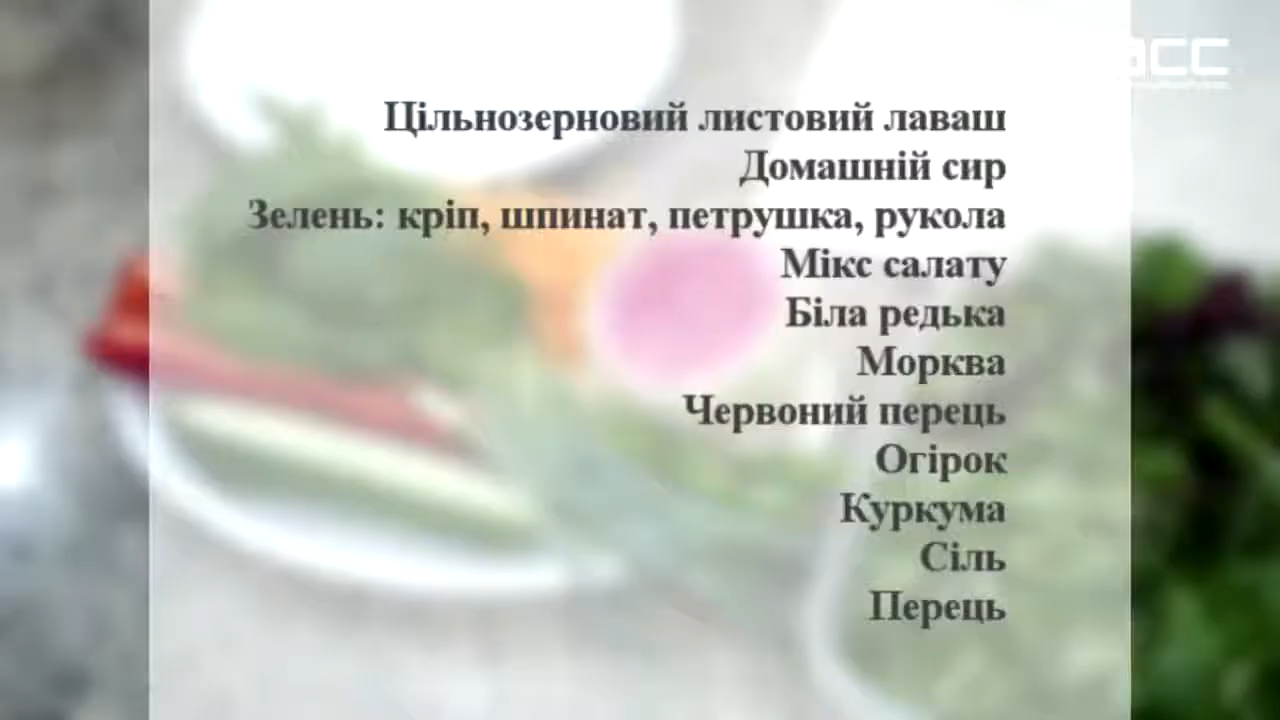 асс
Цільнозерновий листовий лаваш
Домашній сир
Зелень: кріп, шпинат, петрушка, рукола
Мікс салату
Біла редька
Морква
Червоний перець
Огірок
Куркума
Сіль
Перець